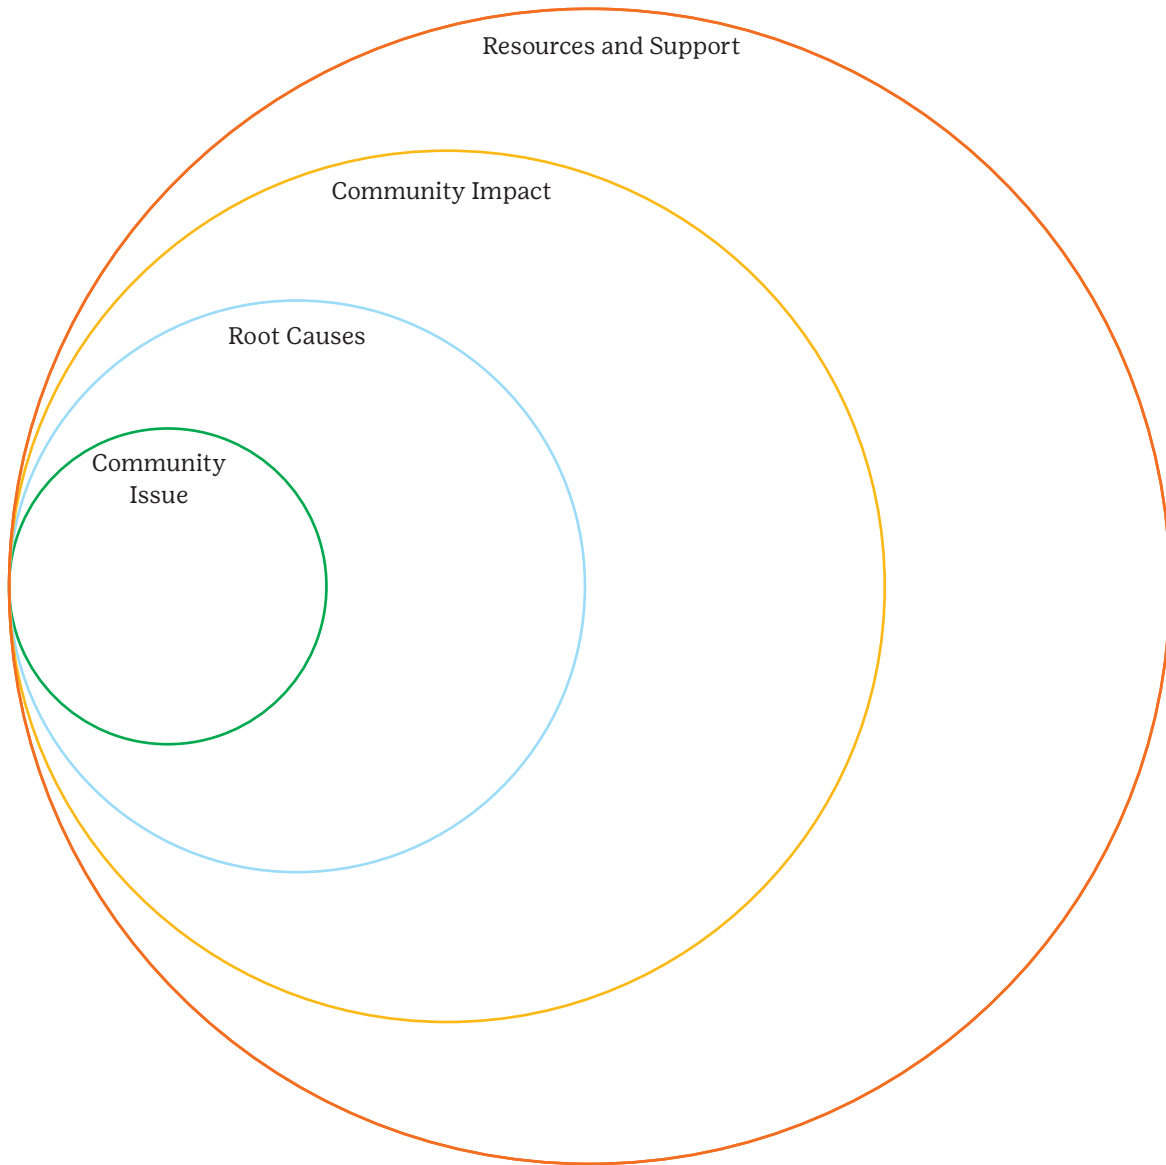 Resources and Support
Community Impact
Root Causes
Community
Issue